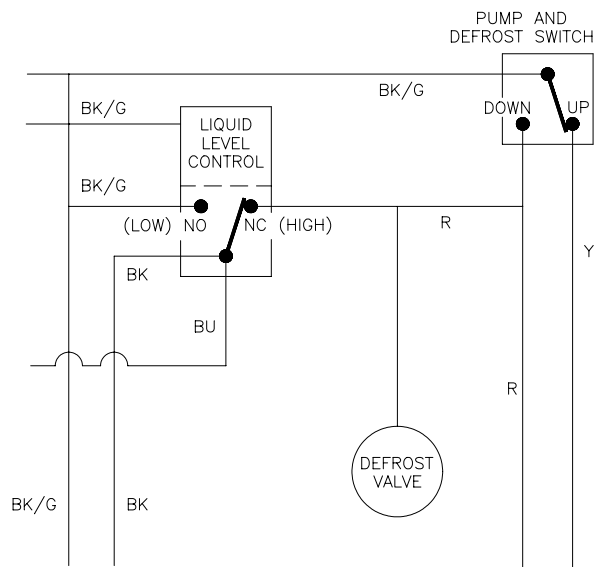 PUMP AND
DEFROST SWITCH
BK/G
DOWN UP
BK/G
LIQUID
LEVEL
CONTROL
BK/G
(LOW) NO NC (HIGH)
R
Y
BK
BU
R
DEFROST
VALVE
BK/G BK